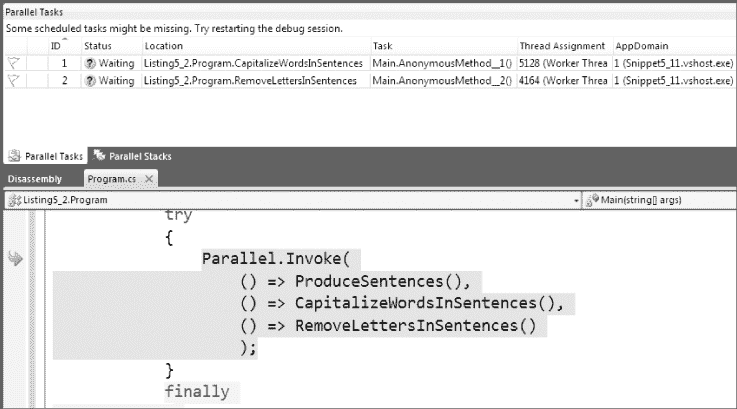 Parallel Tasks
Some scheduled tasks might be missing. Try restarting the debug session.
ID Status Location Task Thread Assignment AppDomain
1 Waiting Listing5_2.Program.CapitalizeWordsInSentences Main.AnonymousMethod__1() 5128 (Worker Threa 1 (Snippet5_11.vshost.exe)
2 Waiting Listing5_2.Program.RemoveLettersInSentences Main.AnonymousMethod__2() 4164 (Worker Threa 1 (Snippet5_11.vshost.exe)
Parallel Tasks Parallel Stacks
Disassembly Program.cs
Listing5_2.Program Main(string[] args)
try
{
Parallel.Invoke(
() => ProduceSentences(),
() => CapitalizeWordsInSentences(),
() => RemoveLettersInSentences()
);
}
finally